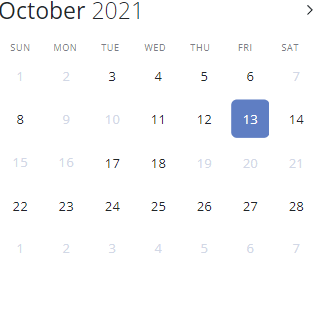 October 2021
SUN MON TUE WED THU FRI SAT
1 2 3 4 5 6 7
8 9 10 11 12 13 14
15 16 17 18 19 20 21
22 23 24 25 26 27 28
1 2 3 4 5 6 7